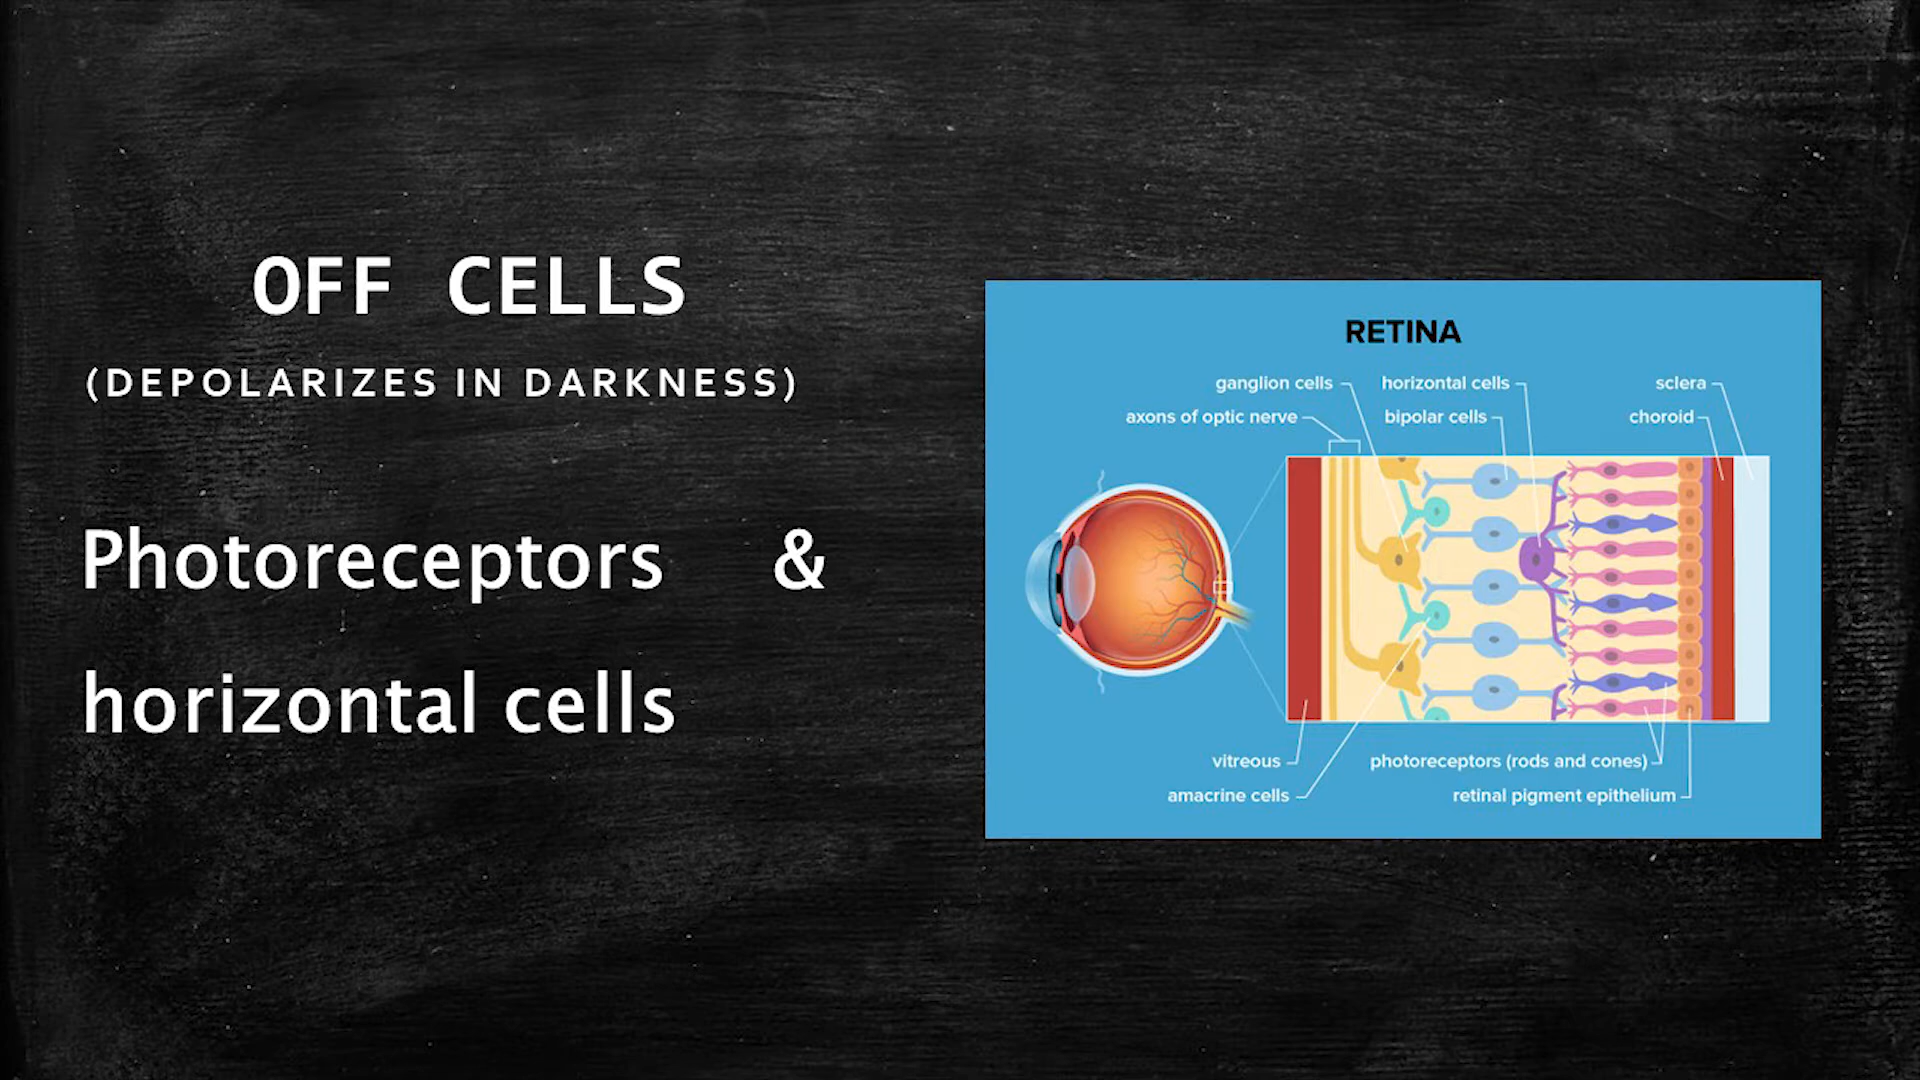 OFF CELLS
(DEPOLARIZES IN DARKNESS)
Photoreceptors &
horizontal cells
RETINA
ganglion cells
horizontal cells
sclera
axons of optic nerve
bipolar cells
choroid
vitreous
photoreceptors (rods and cones)
amacrine cells
retinal pigment epithelium